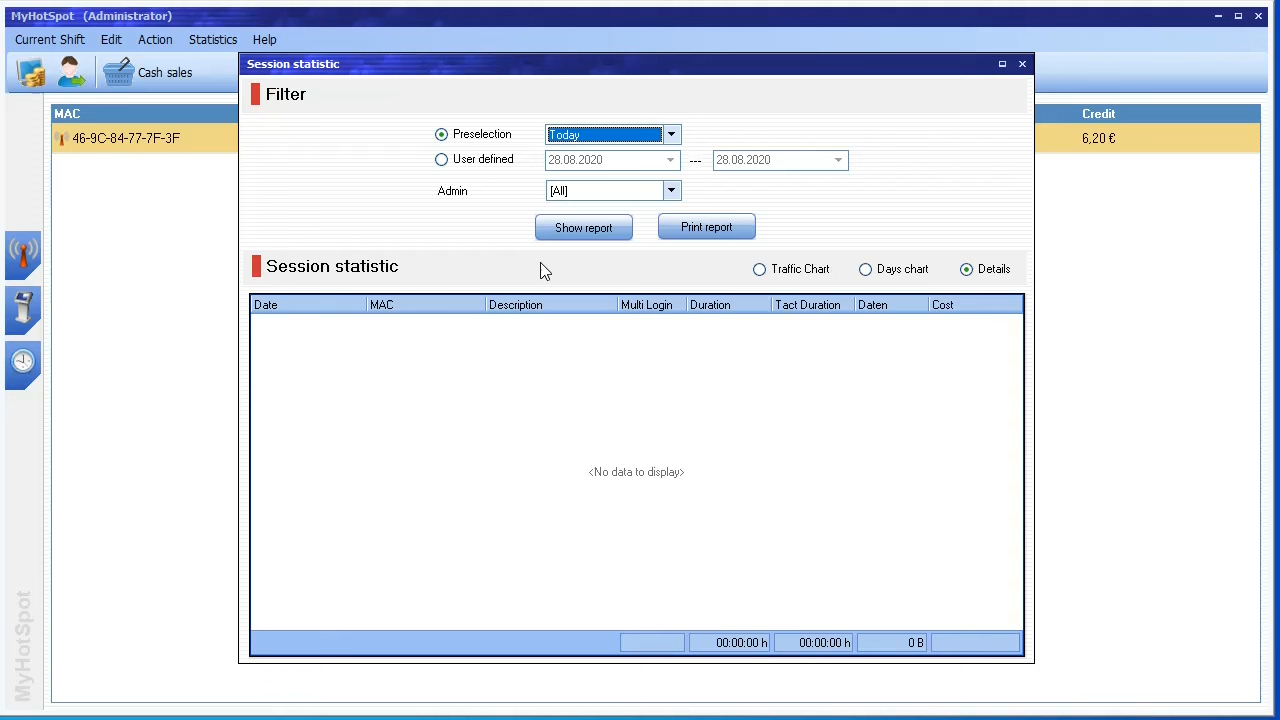 MyHotSpot (Administrator)
Current Shift Edit Action Statistics Help
Cash sales
Session statistic
Filter
MAC
Credit
46-9C-84-77-7F-3F
6,20 €
Preselection Today
User defined 28.08.2020 --- 28.08.2020
Admin [All]
Show report Print report
Session statistic
Traffic Chart Days chart Details
Date MAC Description Multi Login Duration Tact Duration Daten Cost
<No data to display>
00:00:00 h 00:00:00 h 0 B
MyHotSpot